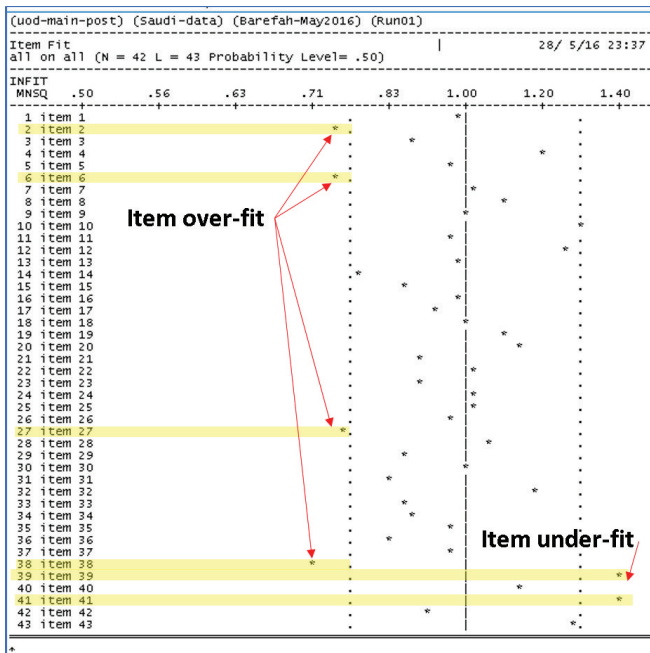 (uod-main-post) (Saudi-data) (Barefah-May2016) (Run01)
Item Fit | 28/ 5/16 23:37
all on all (N = 42 L = 43 Probability Level= .50)
INFIT
MNSQ .50 .56 .63 .71 .83 1.00 1.20 1.40
1 item 1
2 item 2
3 item 3
4 item 4
5 item 5
6 item 6
7 item 7
8 item 8
Item over-fit
9 item 9
10 item 10
11 item 11
12 item 12
13 item 13
14 item 14
15 item 15
16 item 16
17 item 17
18 item 18
19 item 19
20 item 20
21 item 21
22 item 22
23 item 23
24 item 24
25 item 25
26 item 26
27 item 27
28 item 28
29 item 29
30 item 30
31 item 31
32 item 32
33 item 33
34 item 34
35 item 35
36 item 36
Item under-fit
37 item 37
38 item 38
39 item 39
40 item 40
41 item 41
42 item 42
43 item 43